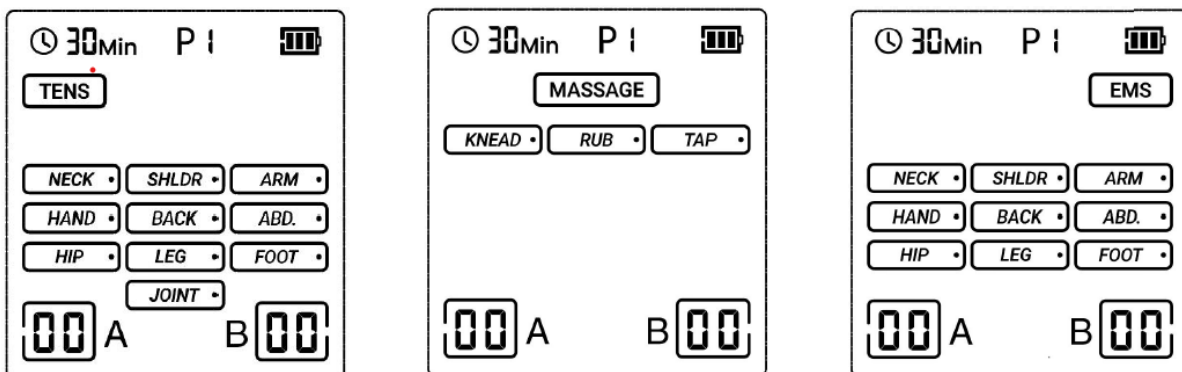 30Min P1
TENS
NECK SHLDR ARM
HAND BACK ABD.
HIP LEG FOOT
JOINT
00 A B 00
30Min P1
MASSAGE
KNEAD RUB TAP
00 A B 00
30Min P1
EMS
NECK SHLDR ARM
HAND BACK ABD.
HIP LEG FOOT
00 A B 00